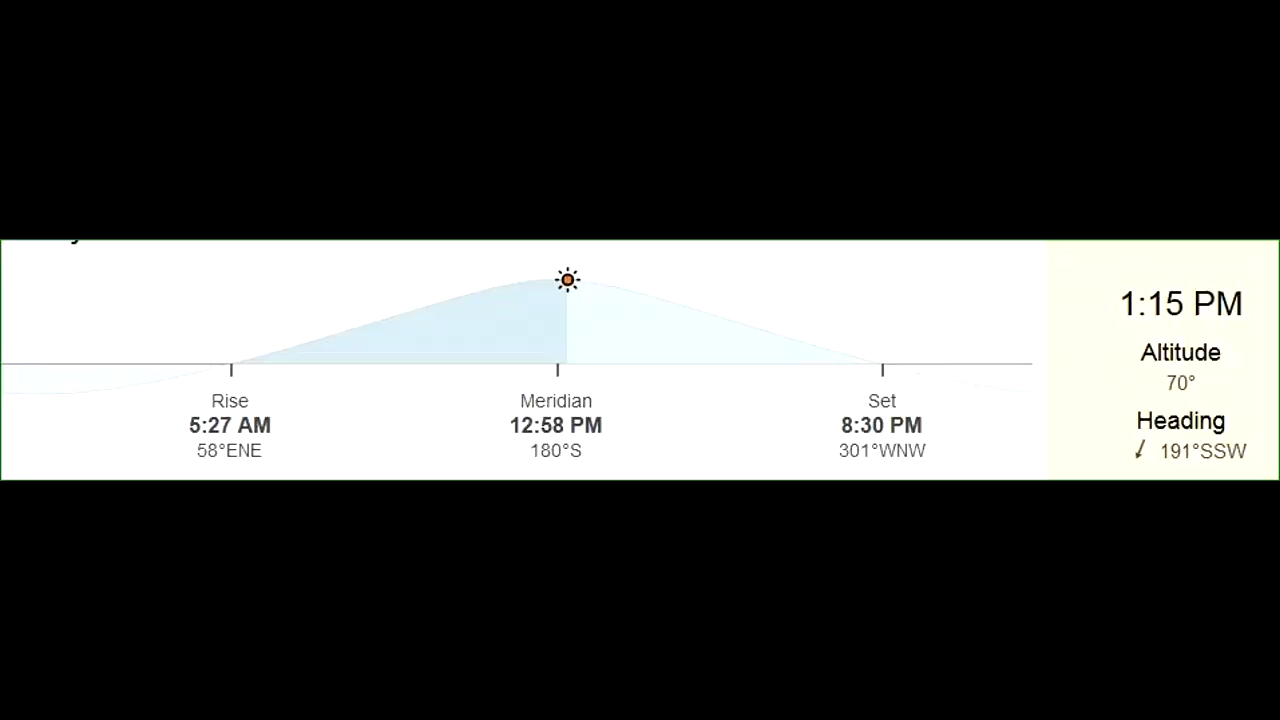 1:15 PM
Altitude
70°
Heading
191°SSW
Rise
Meridian
Set
5:27 AM
12:58 PM
8:30 PM
58°ENE
180°S
301°WNW